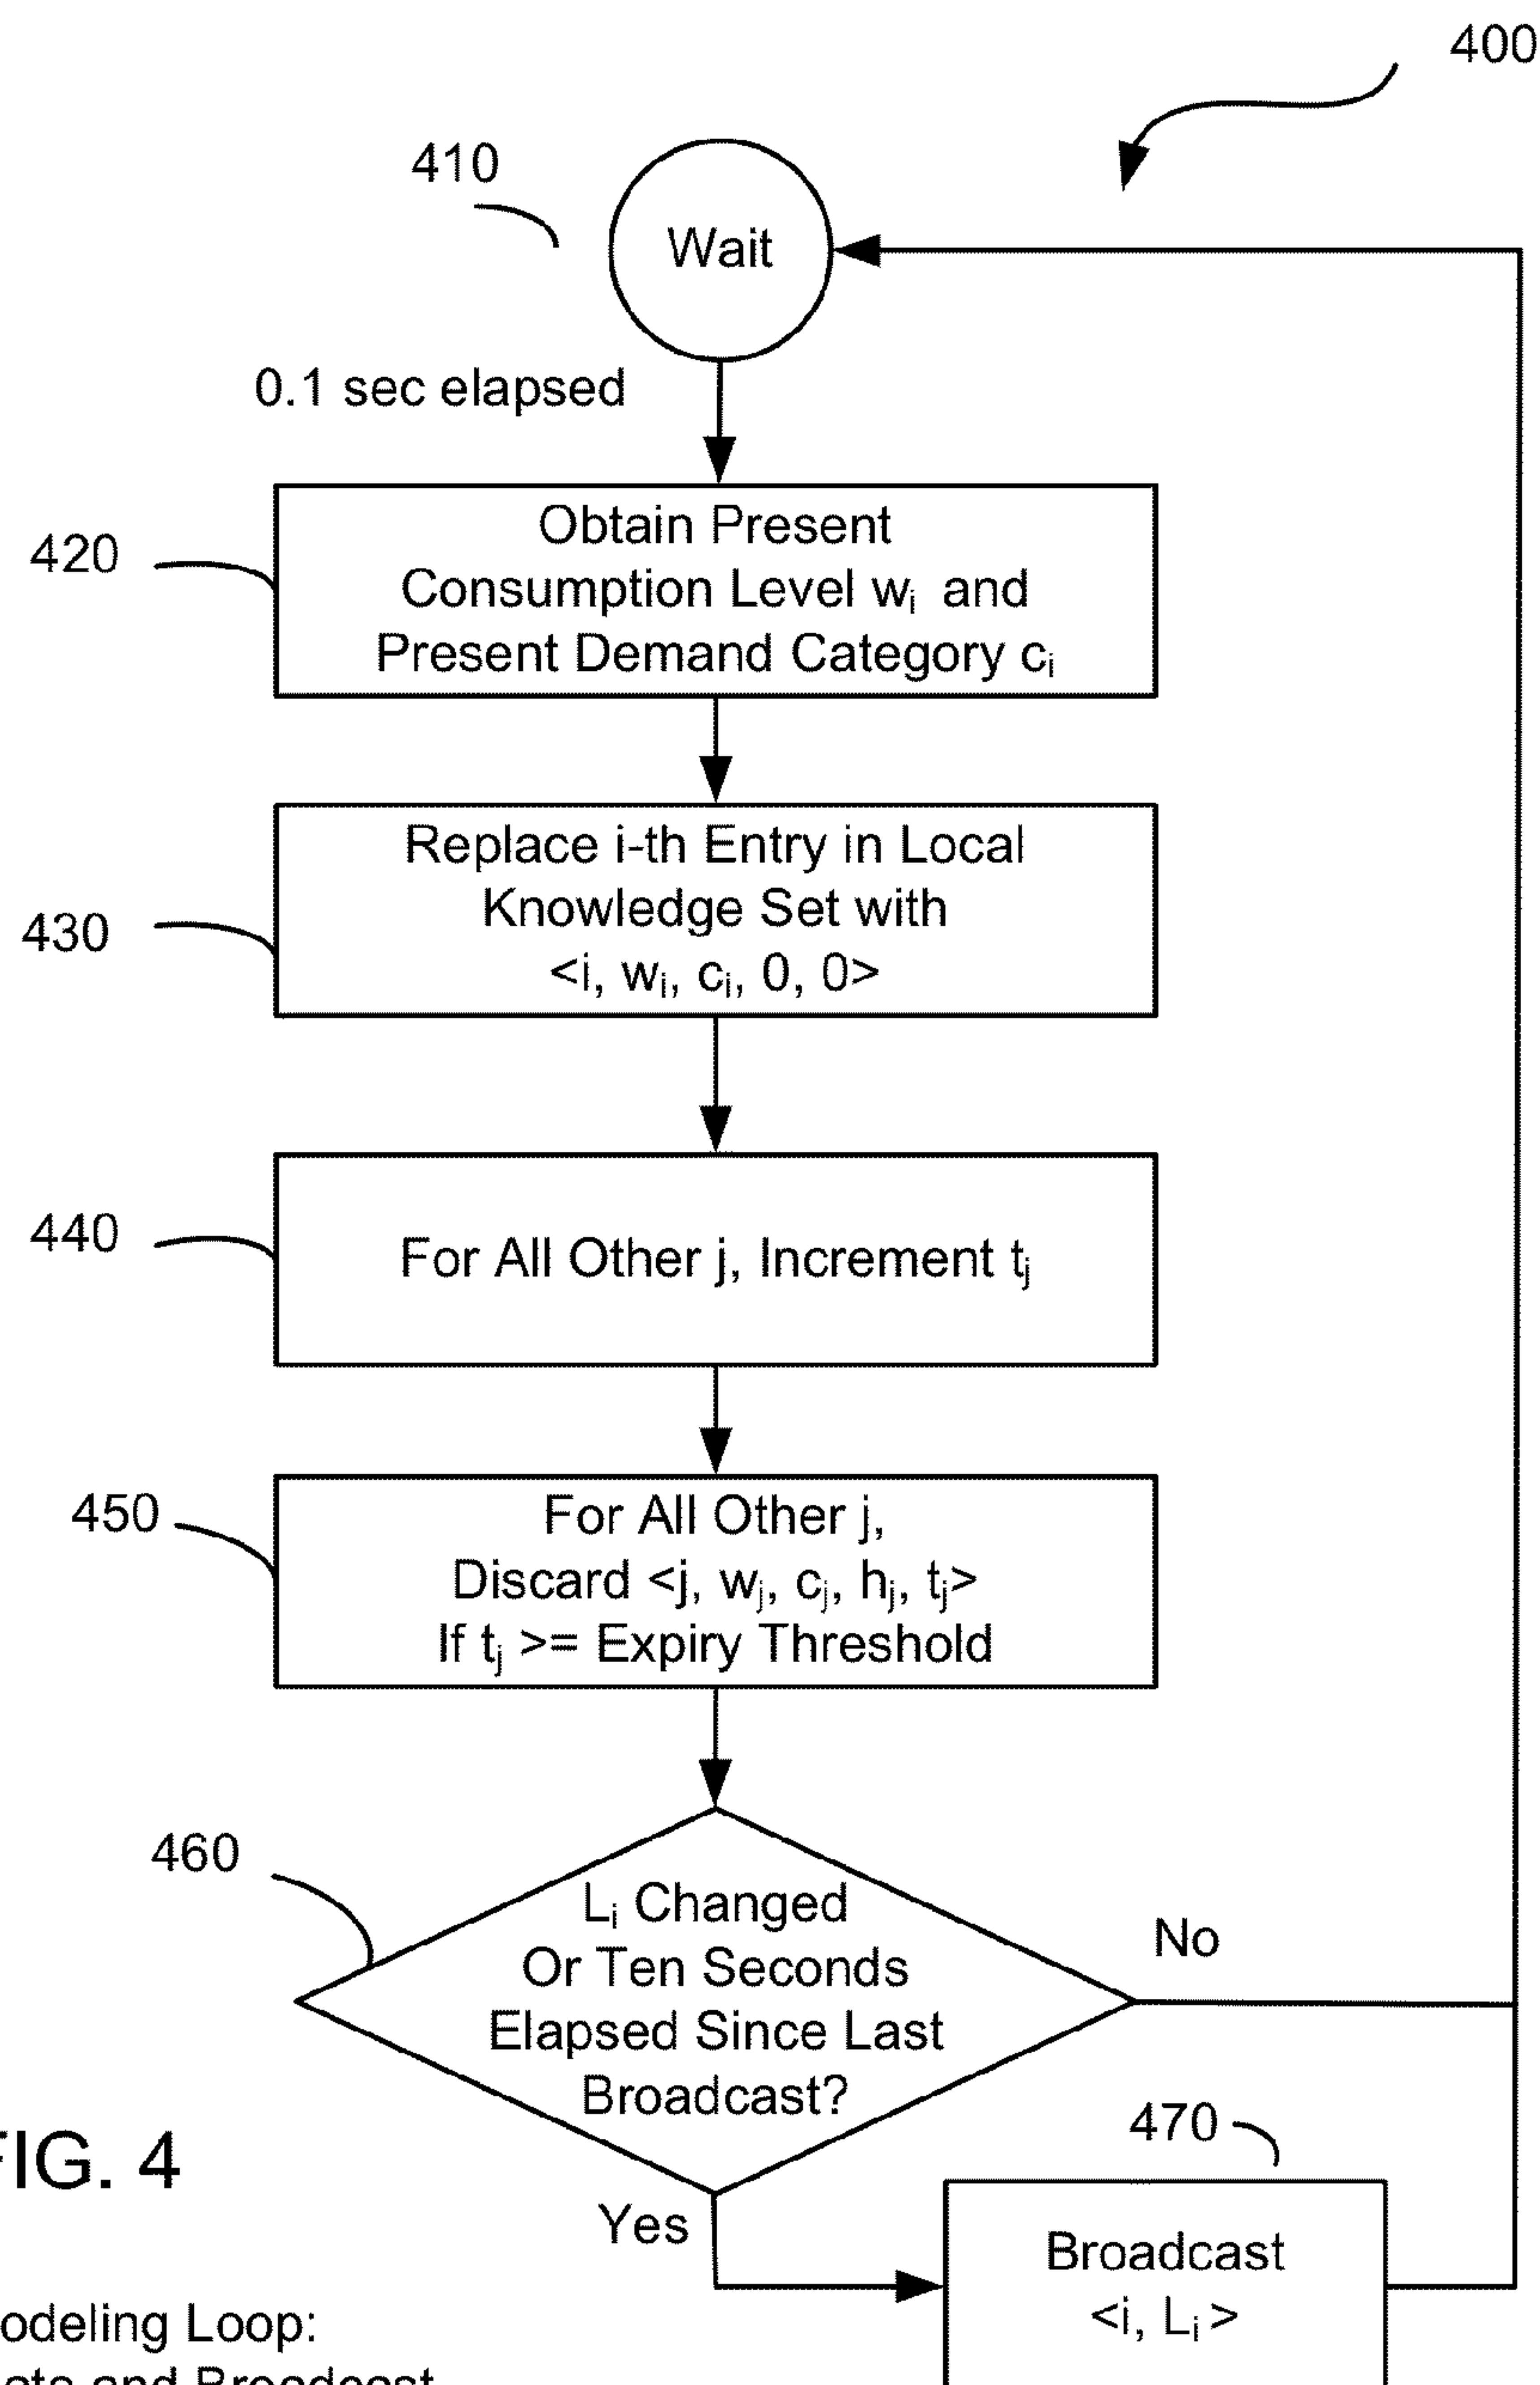 400
410
Wait
0.1 sec elapsed
420
Obtain Present
Consumption Level wᵢ and
Present Demand Category cᵢ
430
Replace i-th Entry in Local
Knowledge Set with
<i, wᵢ, cᵢ, 0, 0>
440
For All Other j, Increment tⱼ
450
For All Other j,
Discard <j, wⱼ, cⱼ, hⱼ, tⱼ>
If tⱼ >= Expiry Threshold
460
Lᵢ Changed
Or Ten Seconds
Elapsed Since Last
Broadcast?
No
Yes
470
Broadcast
<i, Lᵢ >
FIG. 4
odeling Loop:
and Broadcast